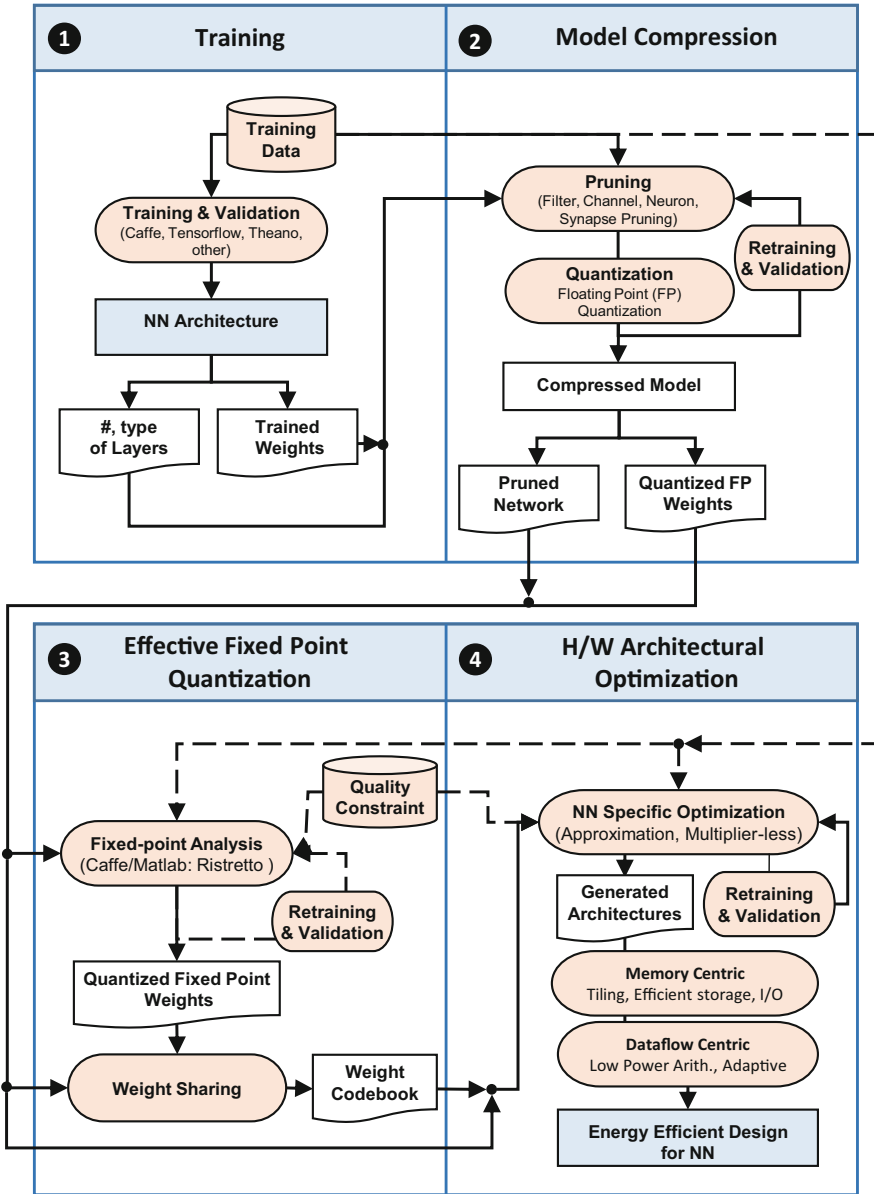 1
Training
2
Model Compression
Training
Data
Training & Validation
(Caffe, Tensorflow, Theano,
other)
NN Architecture
#, type
of Layers
Trained
Weights
Pruning
(Filter, Channel, Neuron,
Synapse Pruning)
Retraining
& Validation
Quantization
Floating Point (FP)
Quantization
Compressed Model
Pruned
Network
Quantized FP
Weights
3
Effective Fixed Point
Quantization
4
H/W Architectural
Optimization
Quality
Constraint
Fixed-point Analysis
(Caffe/Matlab: Ristretto )
Retraining
& Validation
Quantized Fixed Point
Weights
Weight Sharing
Weight
Codebook
NN Specific Optimization
(Approximation, Multiplier-less)
Generated
Architectures
Retraining
& Validation
Memory Centric
Tiling, Efficient storage, I/O
Dataflow Centric
Low Power Arith., Adaptive
Energy Efficient Design
for NN